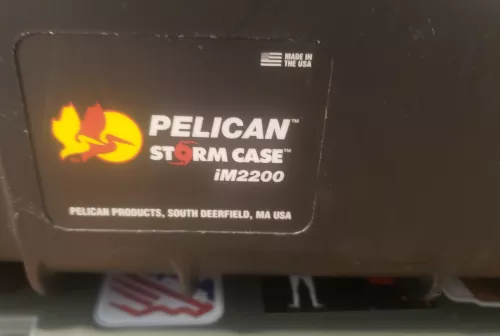 MADE IN
THE USA
PELICAN™
STORM CASE™
iM2200
PELICAN PRODUCTS, SOUTH DEERFIELD, MA USA